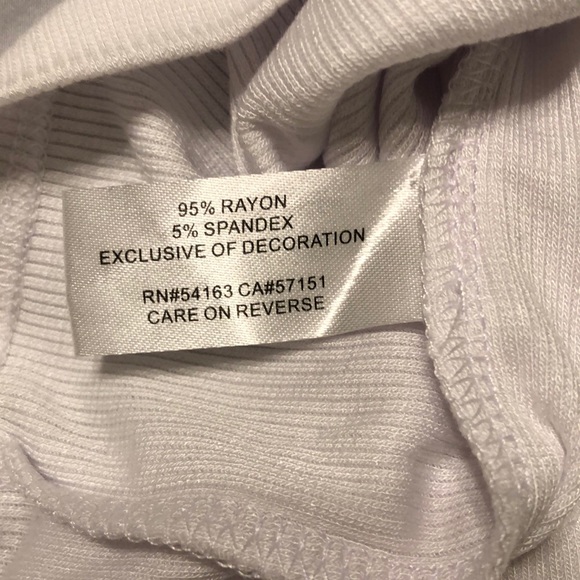 95% RAYON
5% SPANDEX
EXCLUSIVE OF DECORATION
RN#54163 CA#57151
CARE ON REVERSE